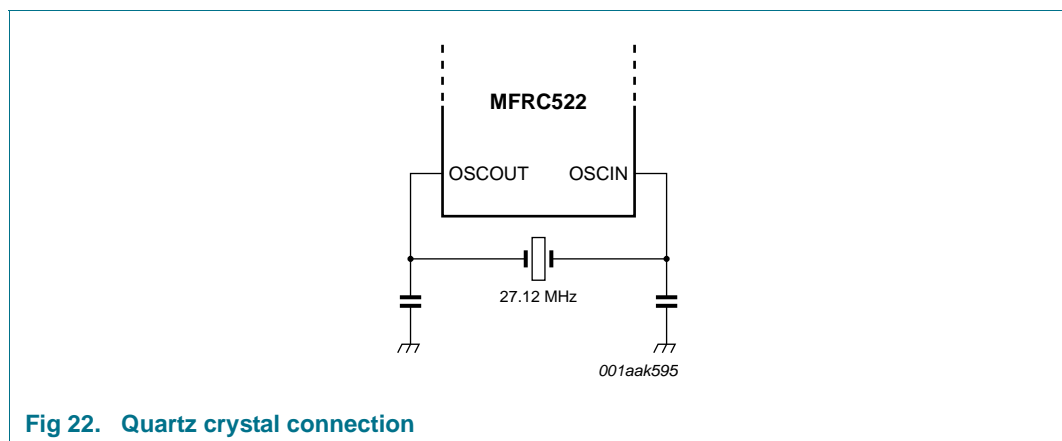 MFRC522
OSCOUT OSCIN
27.12 MHz
001aak595
Fig 22. Quartz crystal connection